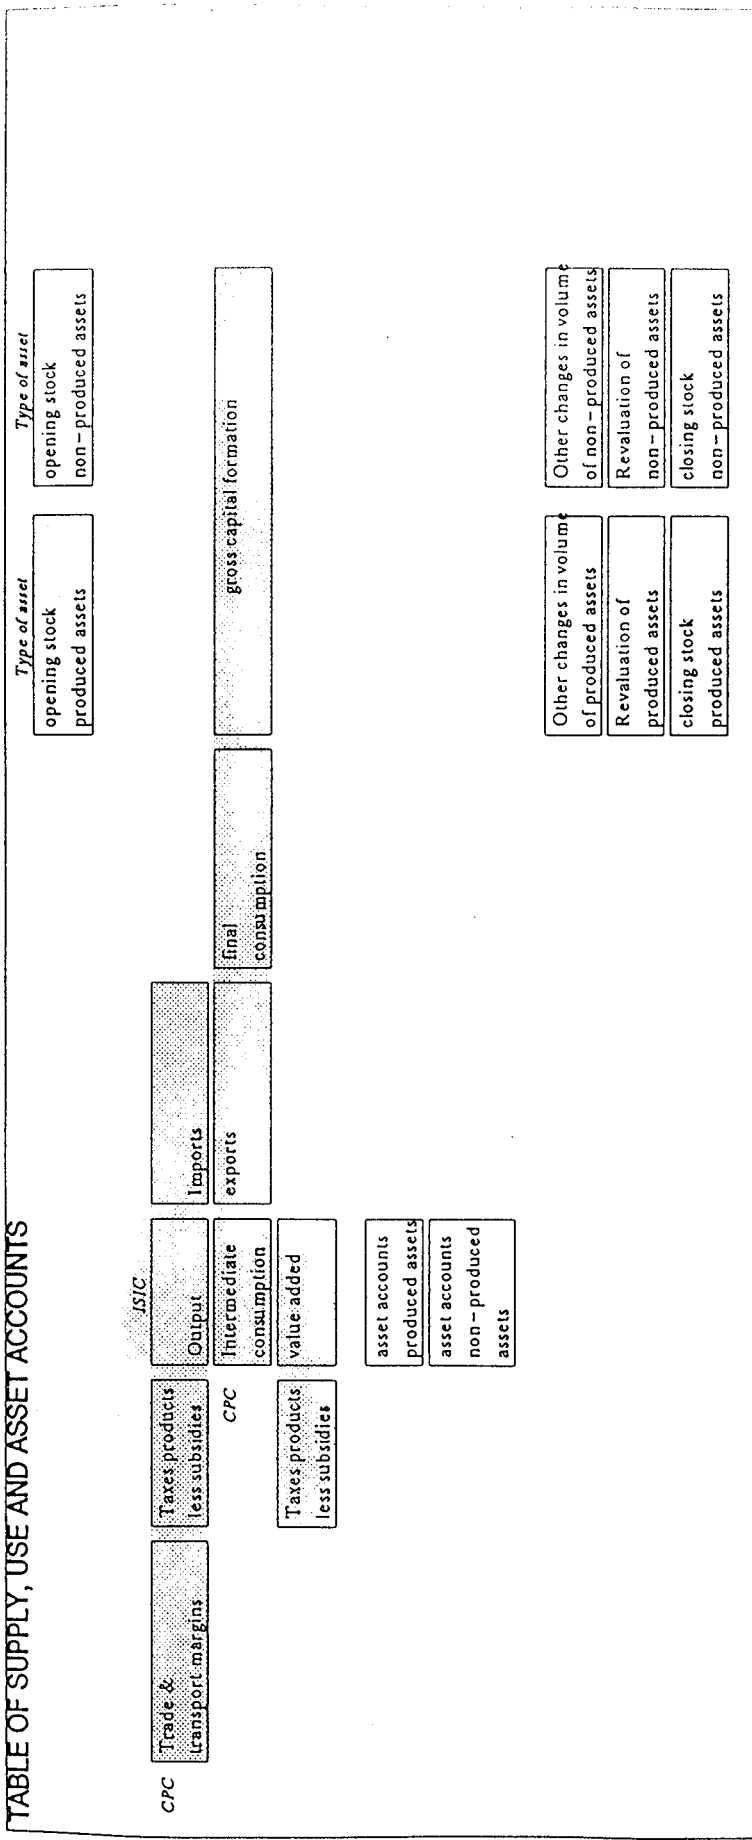 TABLE OF SUPPLY, USE AND ASSET ACCOUNTS
Type of asset
Type of asset
opening stock
produced assets
opening stock
non-produced assets
ISIC
CPC
Trade &
transport margins
Taxes products
less subsidies
Output
Imports
CPC
Intermediate
consumption
exports
final
consumption
gross capital formation
Taxes products
less subsidies
value added
asset accounts
produced assets
asset accounts
non-produced
assets
Other changes in volume
of produced assets
Other changes in volume
of non-produced assets
Revaluation of
produced assets
Revaluation of
non-produced assets
closing stock
produced assets
closing stock
non-produced assets